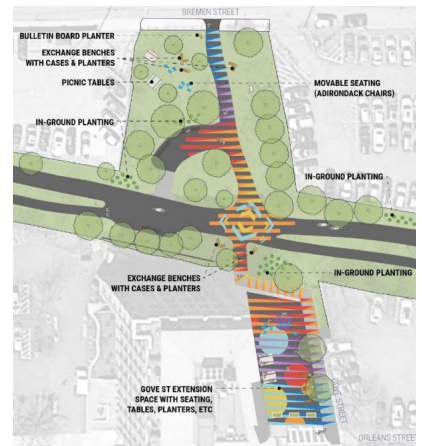 BREMEN STREET
BULLETIN BOARD PLANTER
EXCHANGE BENCHES
WITH CASES & PLANTERS
PICNIC TABLES
MOVABLE SEATING
(ADIRONDACK CHAIRS)
IN-GROUND PLANTING
IN-GROUND PLANTING
EXCHANGE BENCHES
WITH CASES & PLANTERS
IN-GROUND PLANTING
GOVE ST EXTENSION
SPACE WITH SEATING,
TABLES, PLANTERS, ETC
STREET
ORLEANS STREET